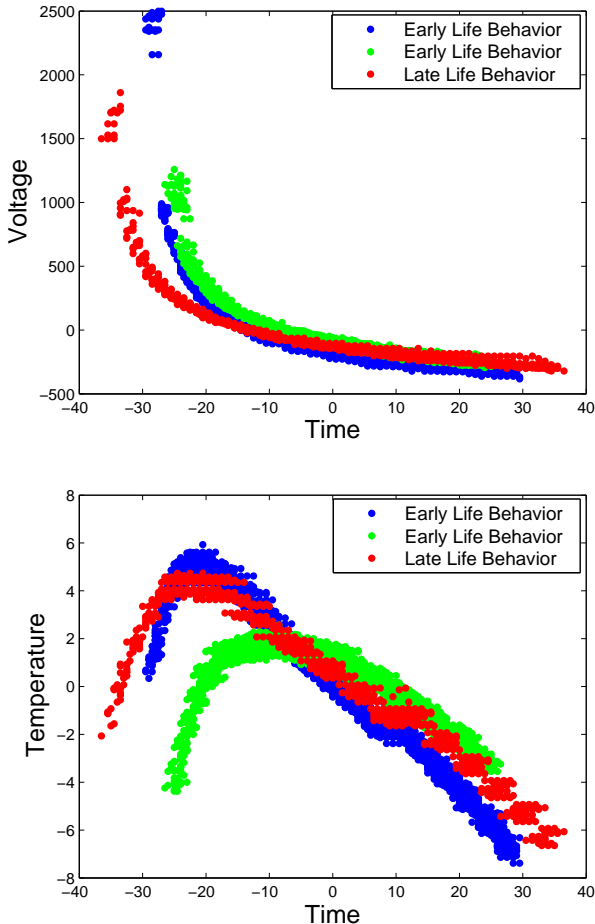 2500
2000
1500
1000
500
0
−500
Voltage
Early Life Behavior
Early Life Behavior
Late Life Behavior
−40 −30 −20 −10 0 10 20 30 40
Time
8
6
4
2
0
−2
−4
−6
−8
Temperature
Early Life Behavior
Early Life Behavior
Late Life Behavior
−40 −30 −20 −10 0 10 20 30 40
Time